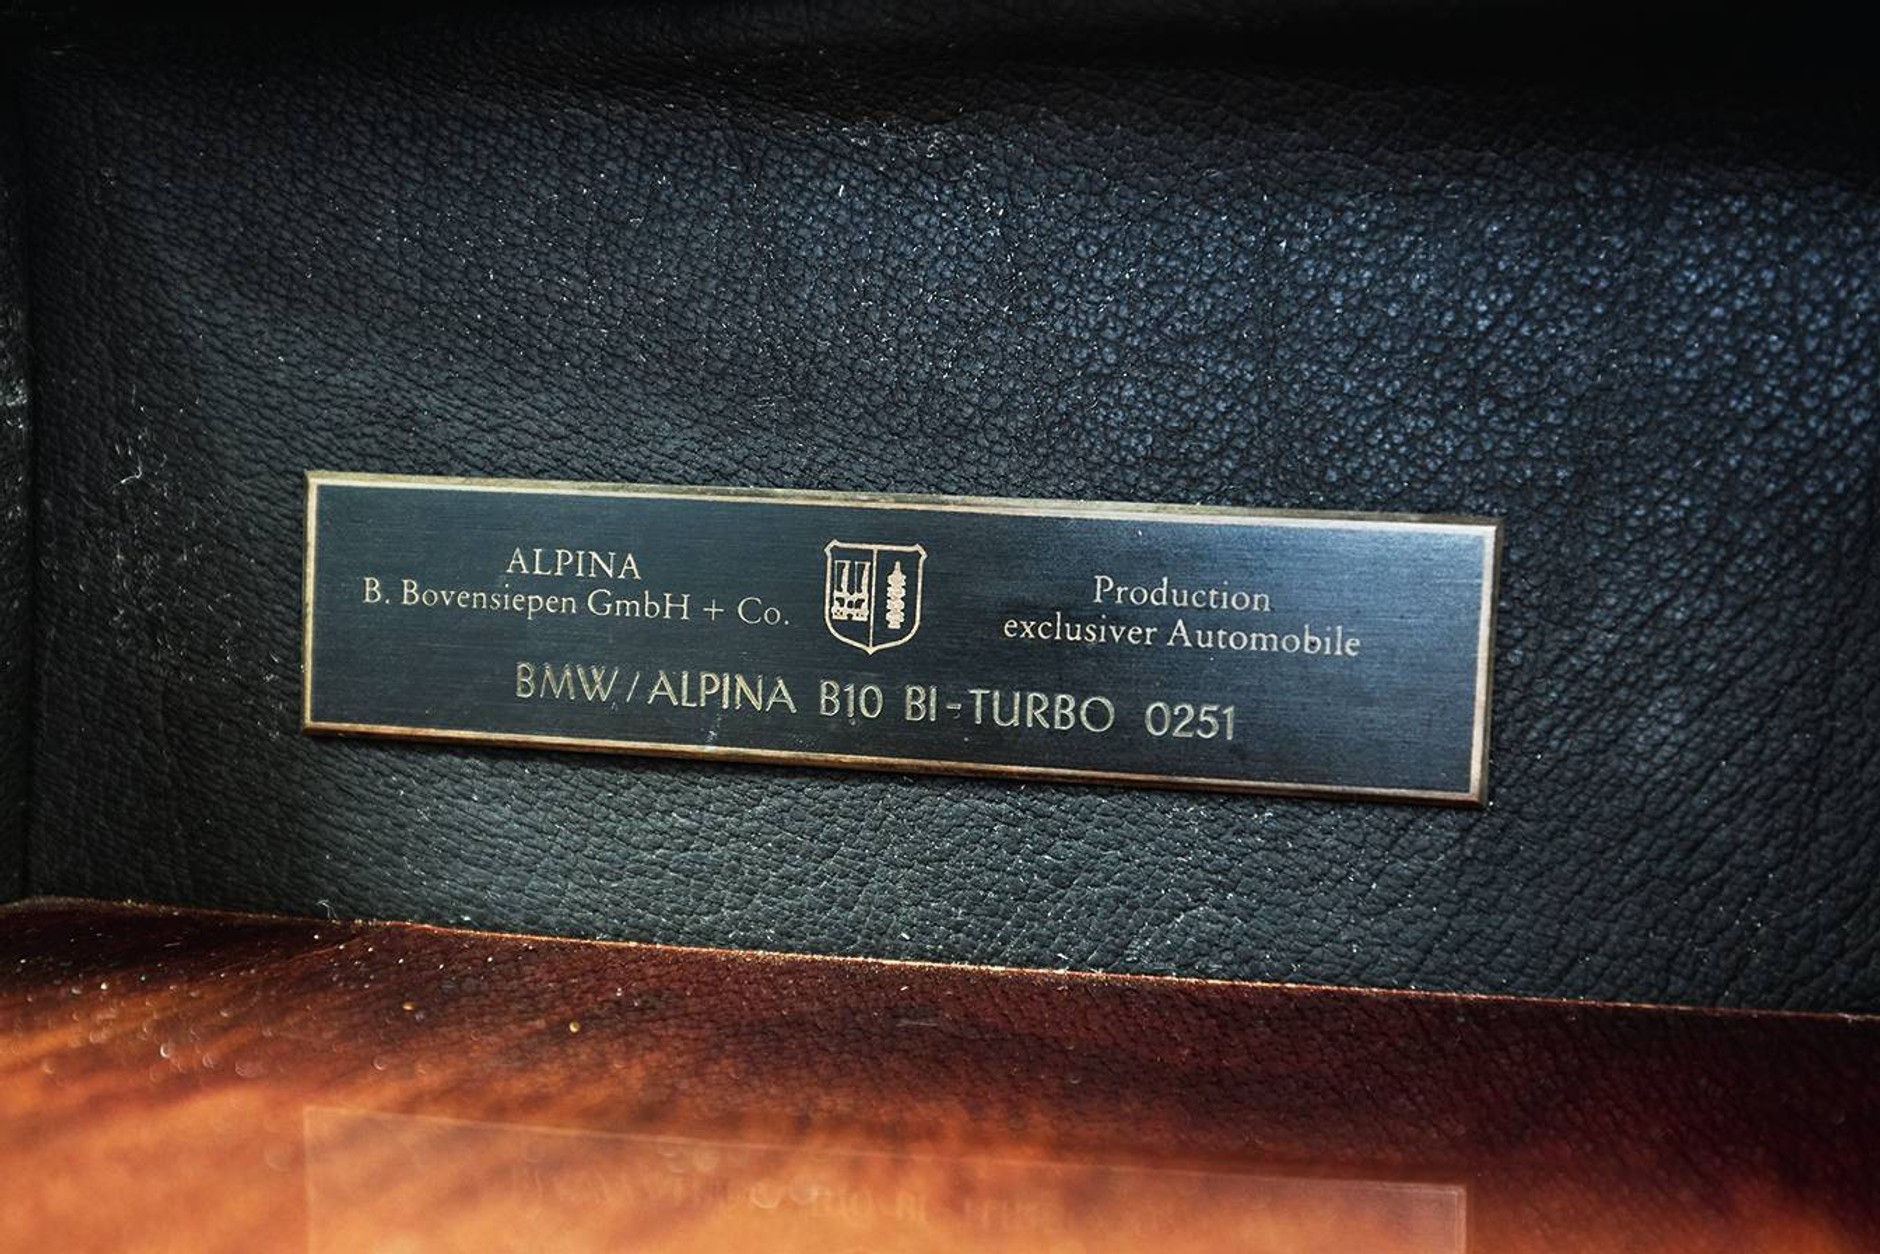 ALPINA
B. Bovensiepen GmbH + Co.
Production
exclusiver Automobile
BMW/ALPINA B10 BI-TURBO 0251